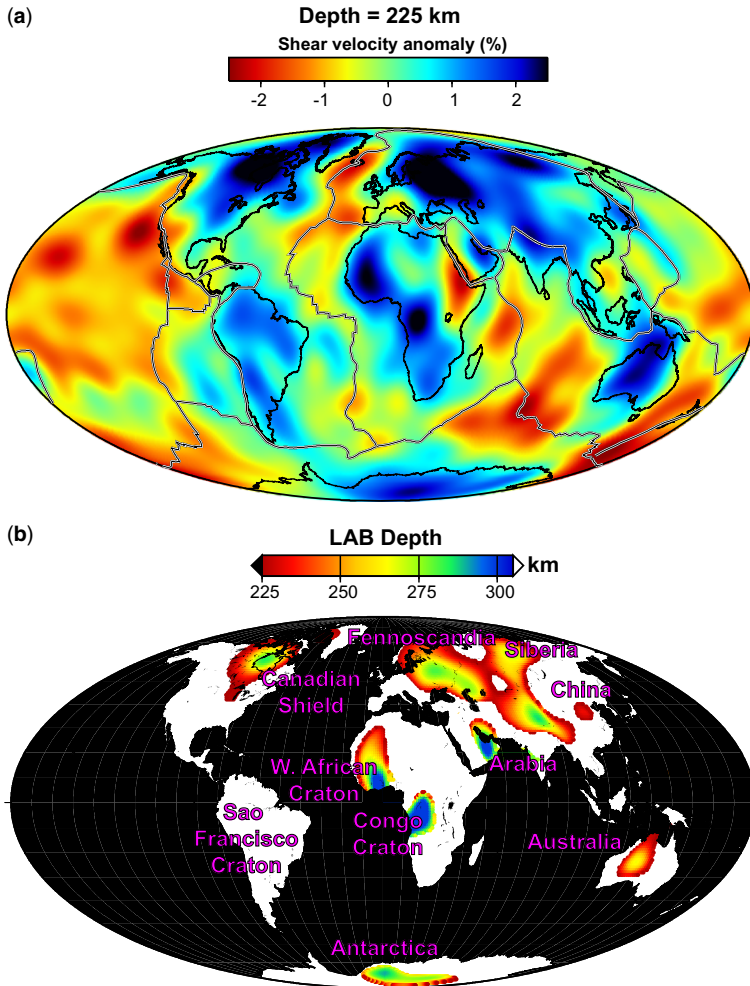 (a)
Depth = 225 km
Shear velocity anomaly (%)
-2 -1 0 1 2
(b)
LAB Depth
km
225 250 275 300
Fennoscandia
Siberia
Canadian
Shield
China
W. African
Craton
Arabia
Sao
Francisco
Craton
Congo
Craton
Australia
Antarctica